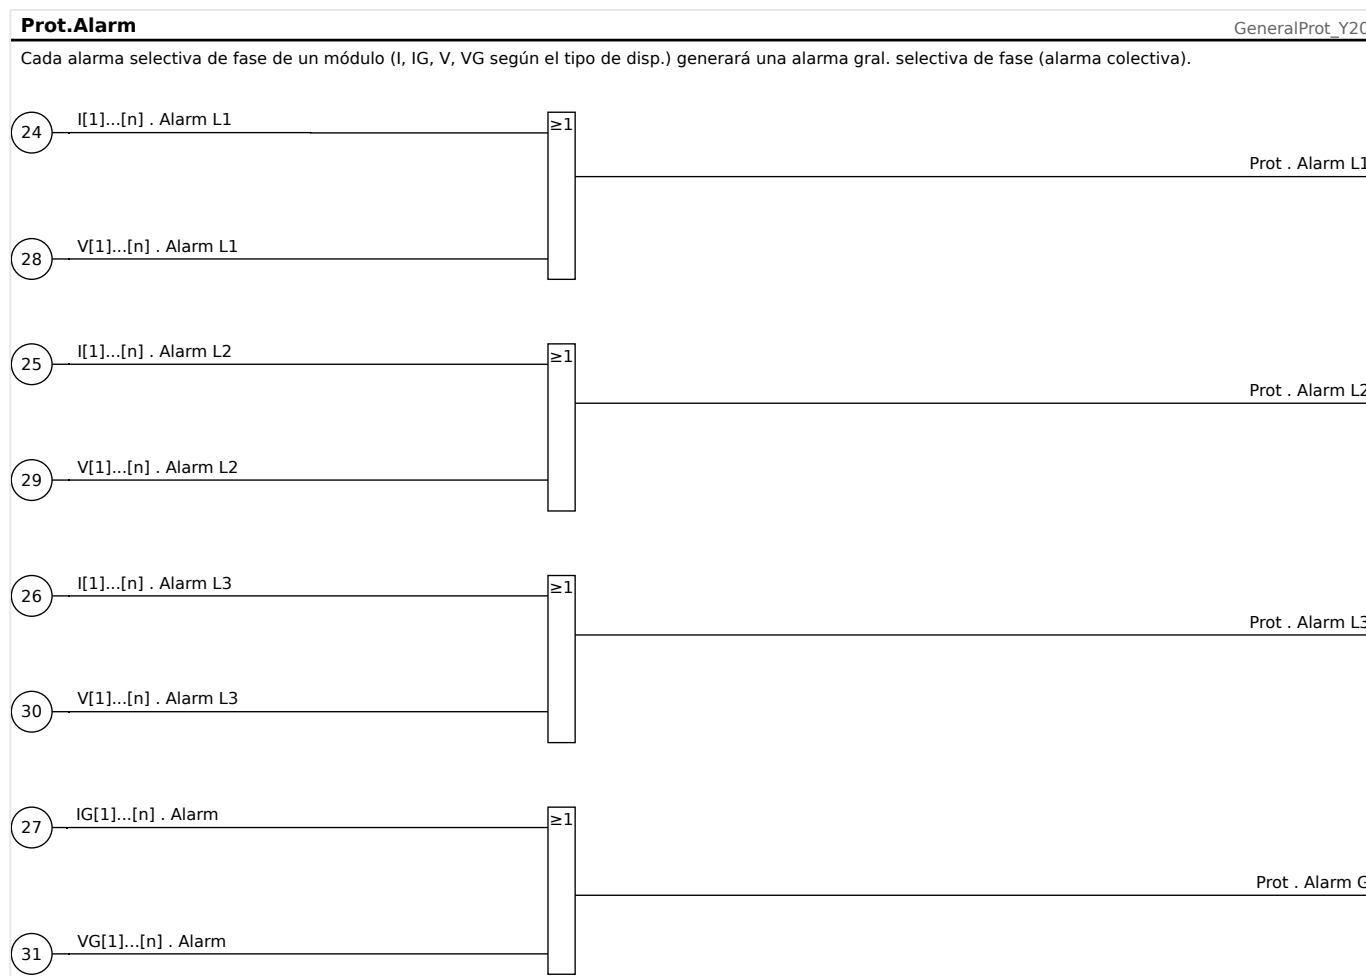 Prot.Alarm
GeneralProt_Y20
Cada alarma selectiva de fase de un módulo (I, IG, V, VG según el tipo de disp.) generará una alarma gral. selectiva de fase (alarma colectiva).
24 I[1]...[n] . Alarm L1
≥1
Prot . Alarm L1
28 V[1]...[n] . Alarm L1
25 I[1]...[n] . Alarm L2
≥1
Prot . Alarm L2
29 V[1]...[n] . Alarm L2
26 I[1]...[n] . Alarm L3
≥1
Prot . Alarm L3
30 V[1]...[n] . Alarm L3
27 IG[1]...[n] . Alarm
≥1
Prot . Alarm G
31 VG[1]...[n] . Alarm